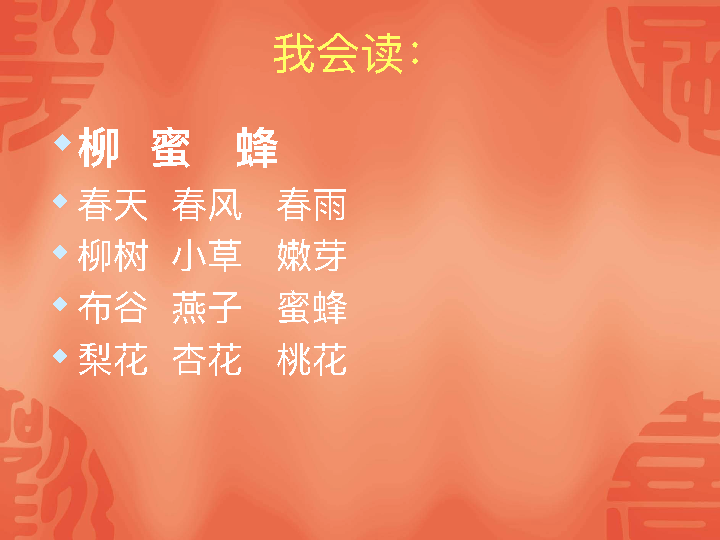 我会读：
柳 蜜 蜂
春天 春风 春雨
柳树 小草 嫩芽
布谷 燕子 蜜蜂
梨花 杏花 桃花